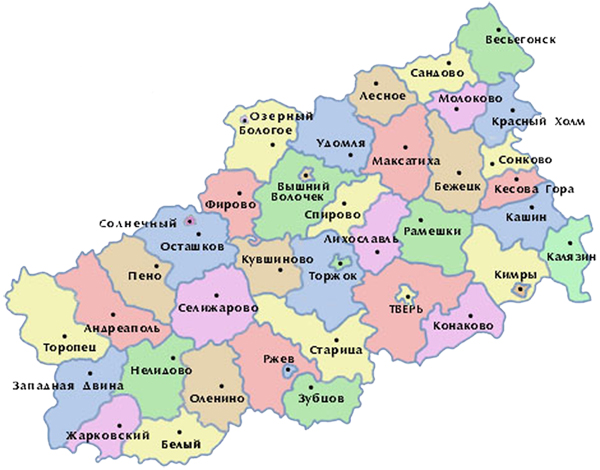 Весьегонск
Сандово
Лесное
Молоково
Красный Холм
Озерный
Бологое
Удомля
Максатиха
Сонково
Бежецк
Кесова Гора
Вышний
Волочек
Фирово
Спирово
Кашин
Солнечный
Осташков
Лихославль
Рамешки
Калязин
Кувшиново
Торжок
Пено
Кимры
Селижарово
ТВЕРЬ
Андреаполь
Конаково
Торопец
Старица
Ржев
Западная Двина
Нелидово
Оленино
Зубцов
Жарковский
Белый